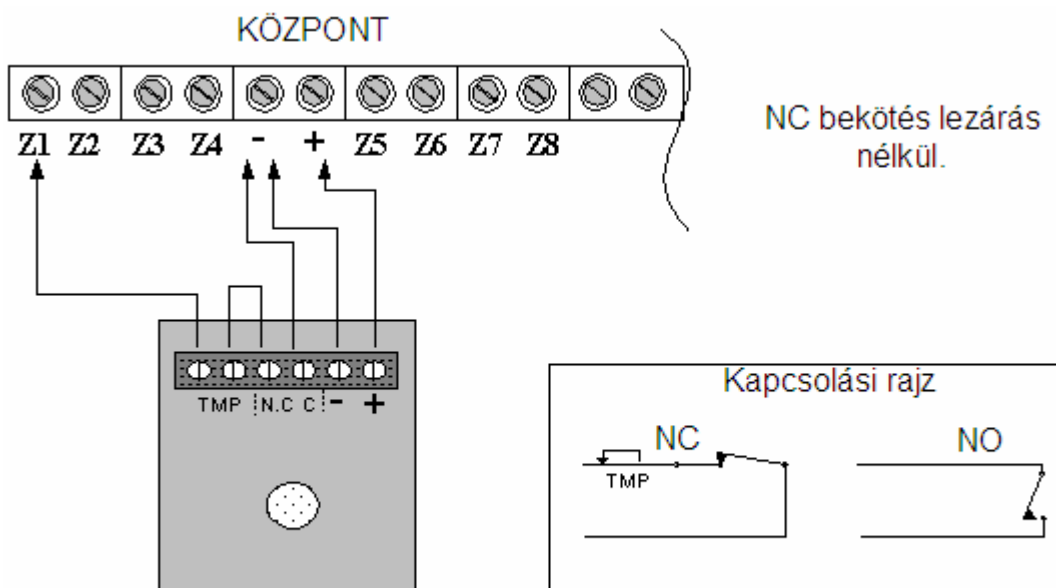 KÖZPONT
Z1 Z2 Z3 Z4 - + Z5 Z6 Z7 Z8
NC bekötés lezárás
nélkül.
TMP N.C C - +
Kapcsolási rajz
NC NO
TMP